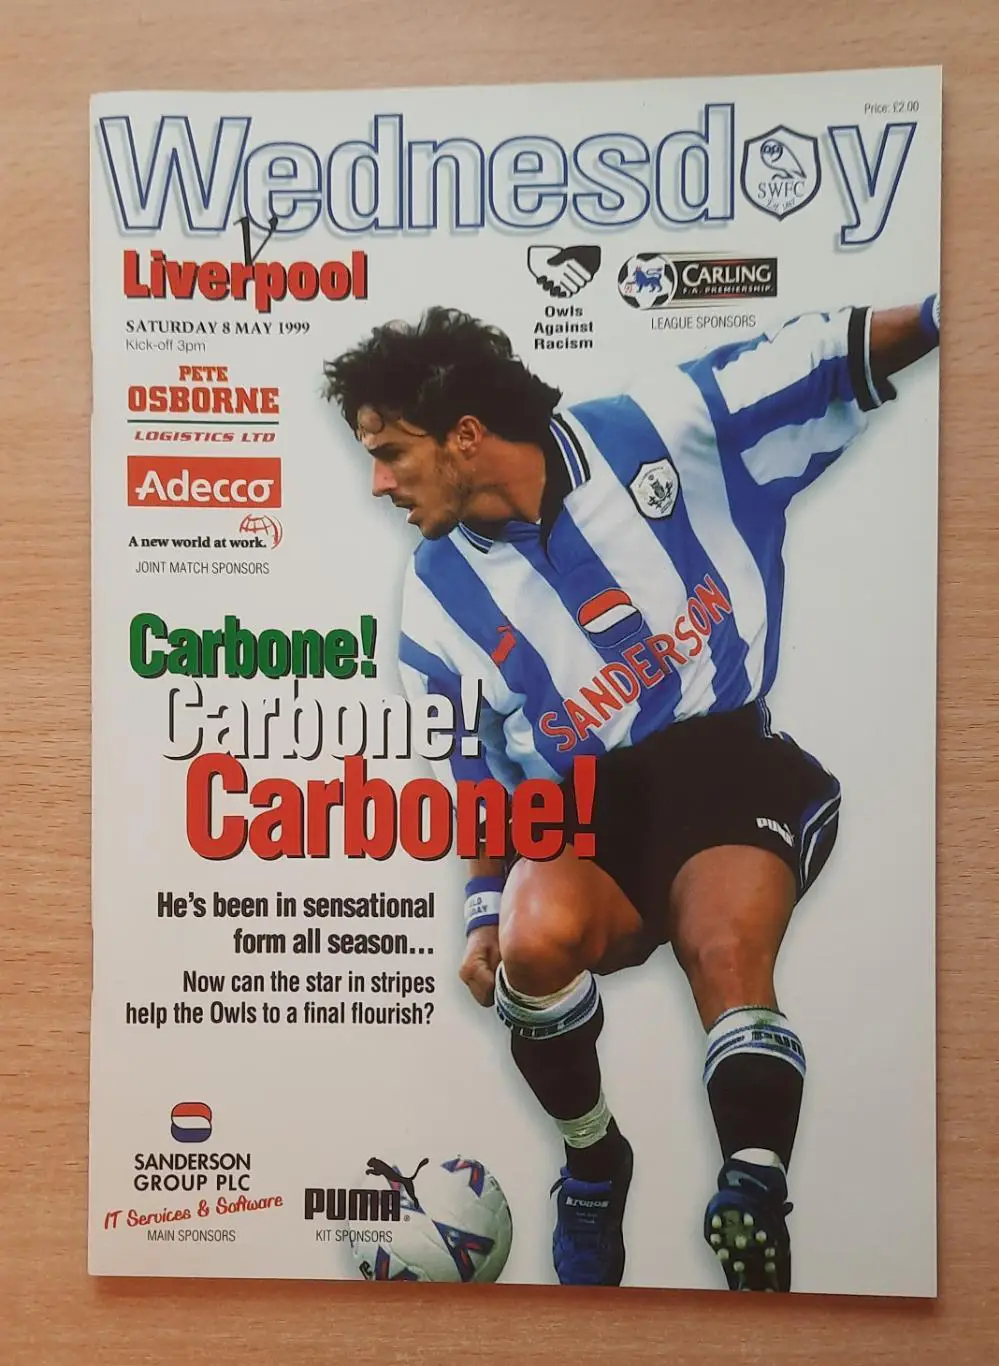 Price: £2.00
Wednesday
SWFC
1867
V
Liverpool
SATURDAY 8 MAY 1999
Kick-off 3pm
Owls
Against
Racism
CARLING
F.A. PREMIERSHIP
LEAGUE SPONSORS
PETE
OSBORNE
LOGISTICS LTD
Adecco
A new world at work.
JOINT MATCH SPONSORS
SANDERSON
Carbone!
Carbone!
Carbone!
PUMA
He's been in sensational
form all season...
Now can the star in stripes
help the Owls to a final flourish?
SANDERSON
GROUP PLC
IT Services & Software
MAIN SPONSORS
PUMA®
KIT SPONSORS
kronos